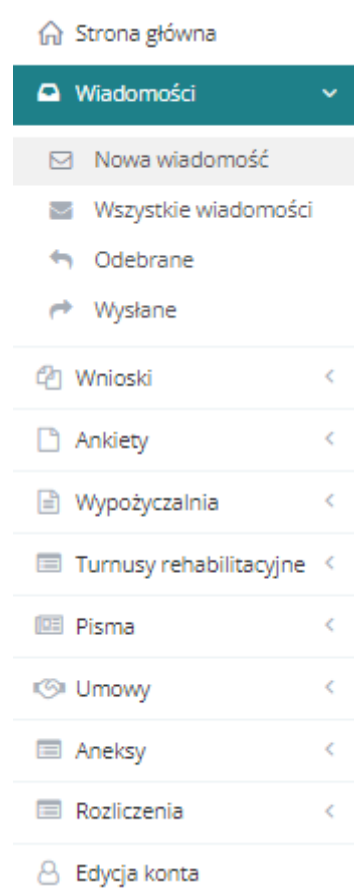 Strona główna
Wiadomości
Nowa wiadomość
Wszystkie wiadomości
Odebrane
Wysłane
Wnioski
Ankiety
Wypożyczalnia
Turnusy rehabilitacyjne
Pisma
Umowy
Aneksy
Rozliczenia
Edycja konta